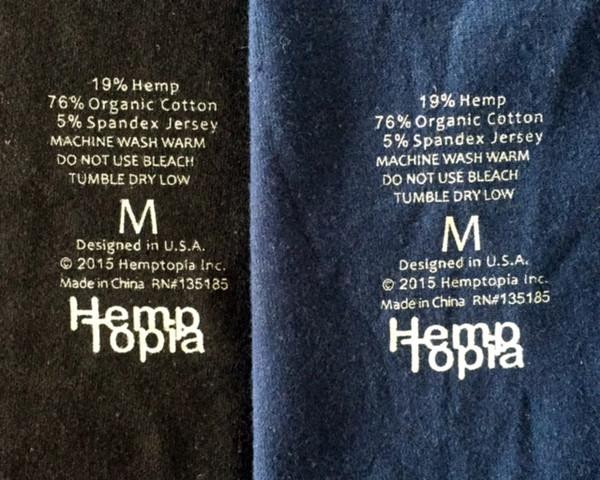 19% Hemp
76% Organic Cotton
5% Spandex Jersey
MACHINE WASH WARM
DO NOT USE BLEACH
TUMBLE DRY LOW
M
Designed in U.S.A.
© 2015 Hemptopia Inc.
Made in China RN#135185
Hemp
Topia
19% Hemp
76% Organic Cotton
5% Spandex Jersey
MACHINE WASH WARM
DO NOT USE BLEACH
TUMBLE DRY LOW
M
Designed in U.S.A.
© 2015 Hemptopia Inc.
Made in China RN#135185
Hemp
Topia